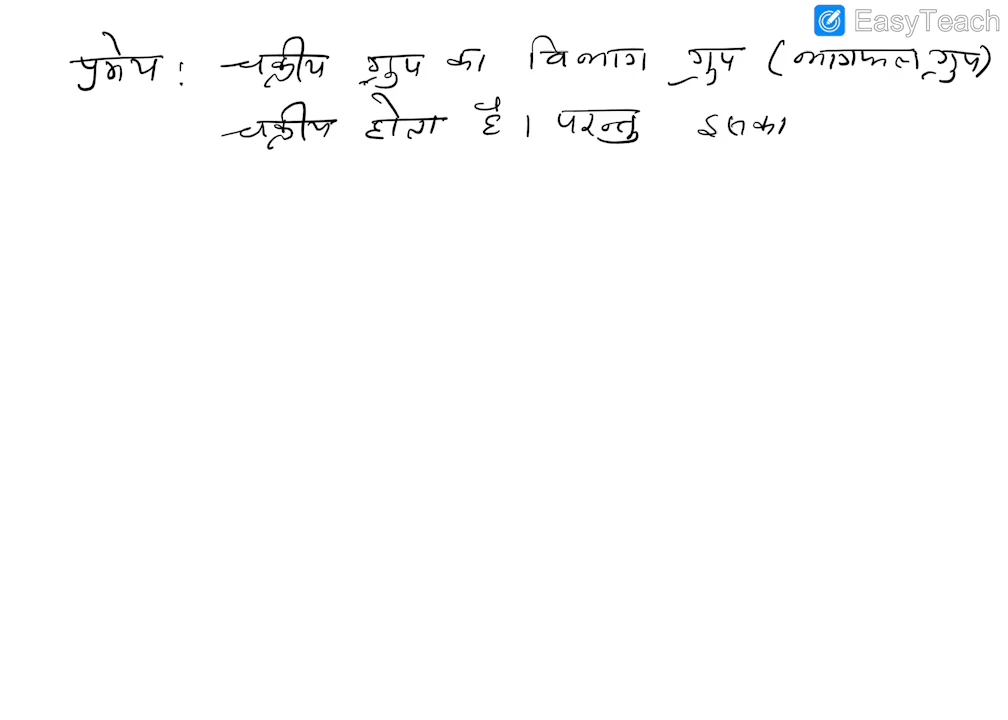 EasyTeach
प्रमेय : चक्रीय ग्रुप का विभाग ग्रुप (भागफल ग्रुप)
चक्रीय होता है । परन्तु इसका